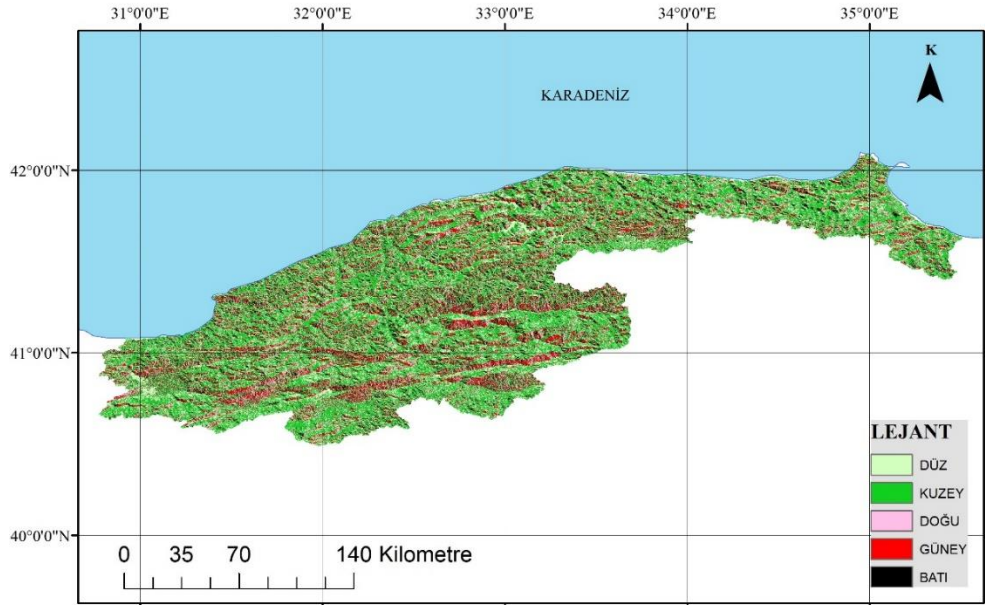 31°0'0"E 32°0'0"E 33°0'0"E 34°0'0"E 35°0'0"E
K
KARADENİZ
42°0'0"N
41°0'0"N
40°0'0"N
LEJANT
DÜZ
KUZEY
DOĞU
GÜNEY
BATI
0 35 70 140 Kilometre